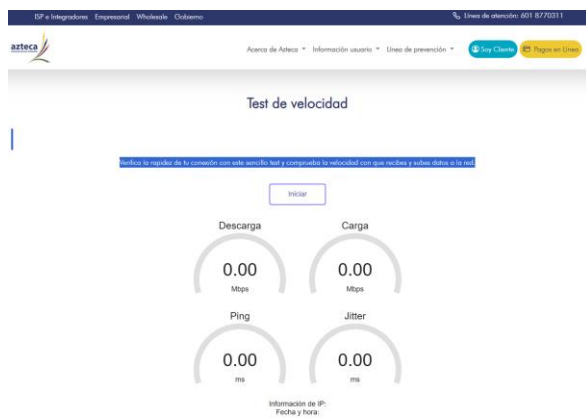 ISP e Integradores Empresarial Wholesale Gobierno
Línea de atención: 601 8770311
azteca
Acerca de Azteca Información usuario Línea de prevención Soy Cliente Pagos en Línea
Test de velocidad
Verifica la rapidez de tu conexión con este sencillo test y comprueba la velocidad con que recibes y subes datos a la red.
Iniciar
Descarga Carga
0.00 0.00
Mbps Mbps
Ping Jitter
0.00 0.00
ms ms
Información de IP:
Fecha y hora: